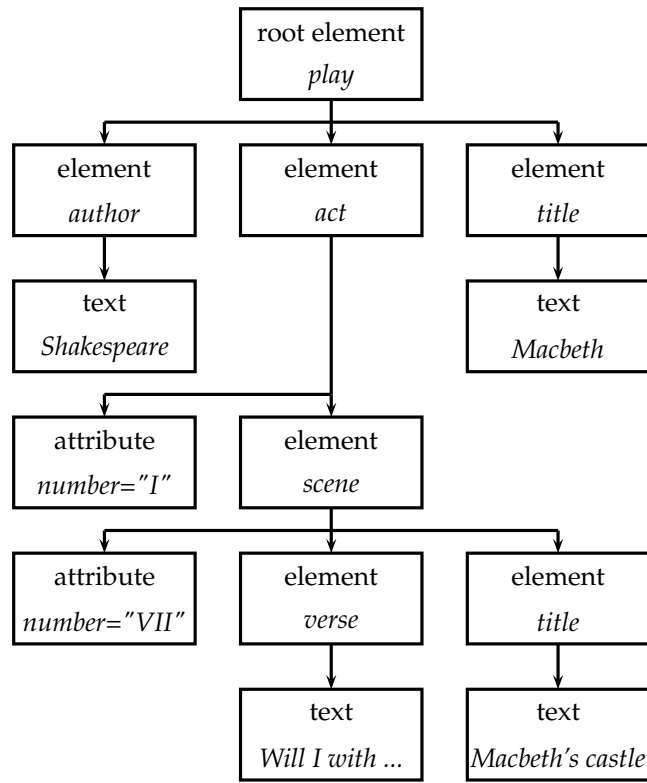 root element
play
element
author
element
act
element
title
text
Shakespeare
text
Macbeth
attribute
number="I"
element
scene
attribute
number="VII"
element
verse
element
title
text
Will I with ...
text
Macbeth's castle